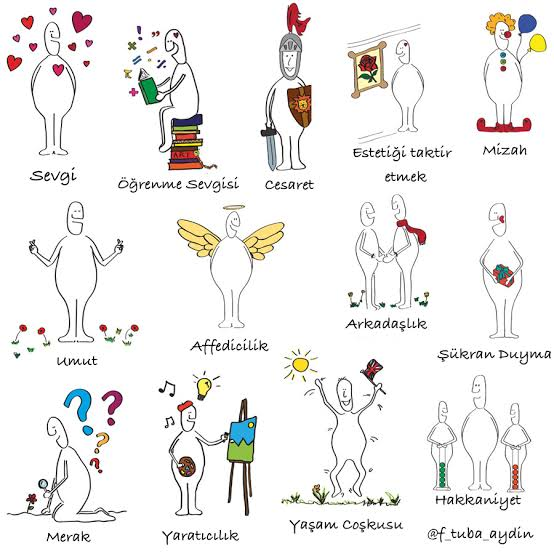 Sevgi
Öğrenme Sevgisi
Cesaret
Estetiği taktir
etmek
Mizah
Umut
Affedicilik
Arkadaşlık
Şükran Duyma
Merak
Yaratıcılık
Yaşam Coşkusu
Hakkaniyet
@f_tuba_aydin
ART